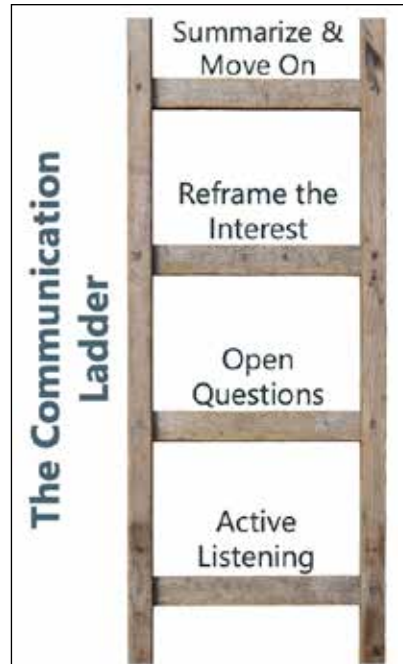 The Communication
Ladder
Summarize &
Move On
Reframe the
Interest
Open
Questions
Active
Listening